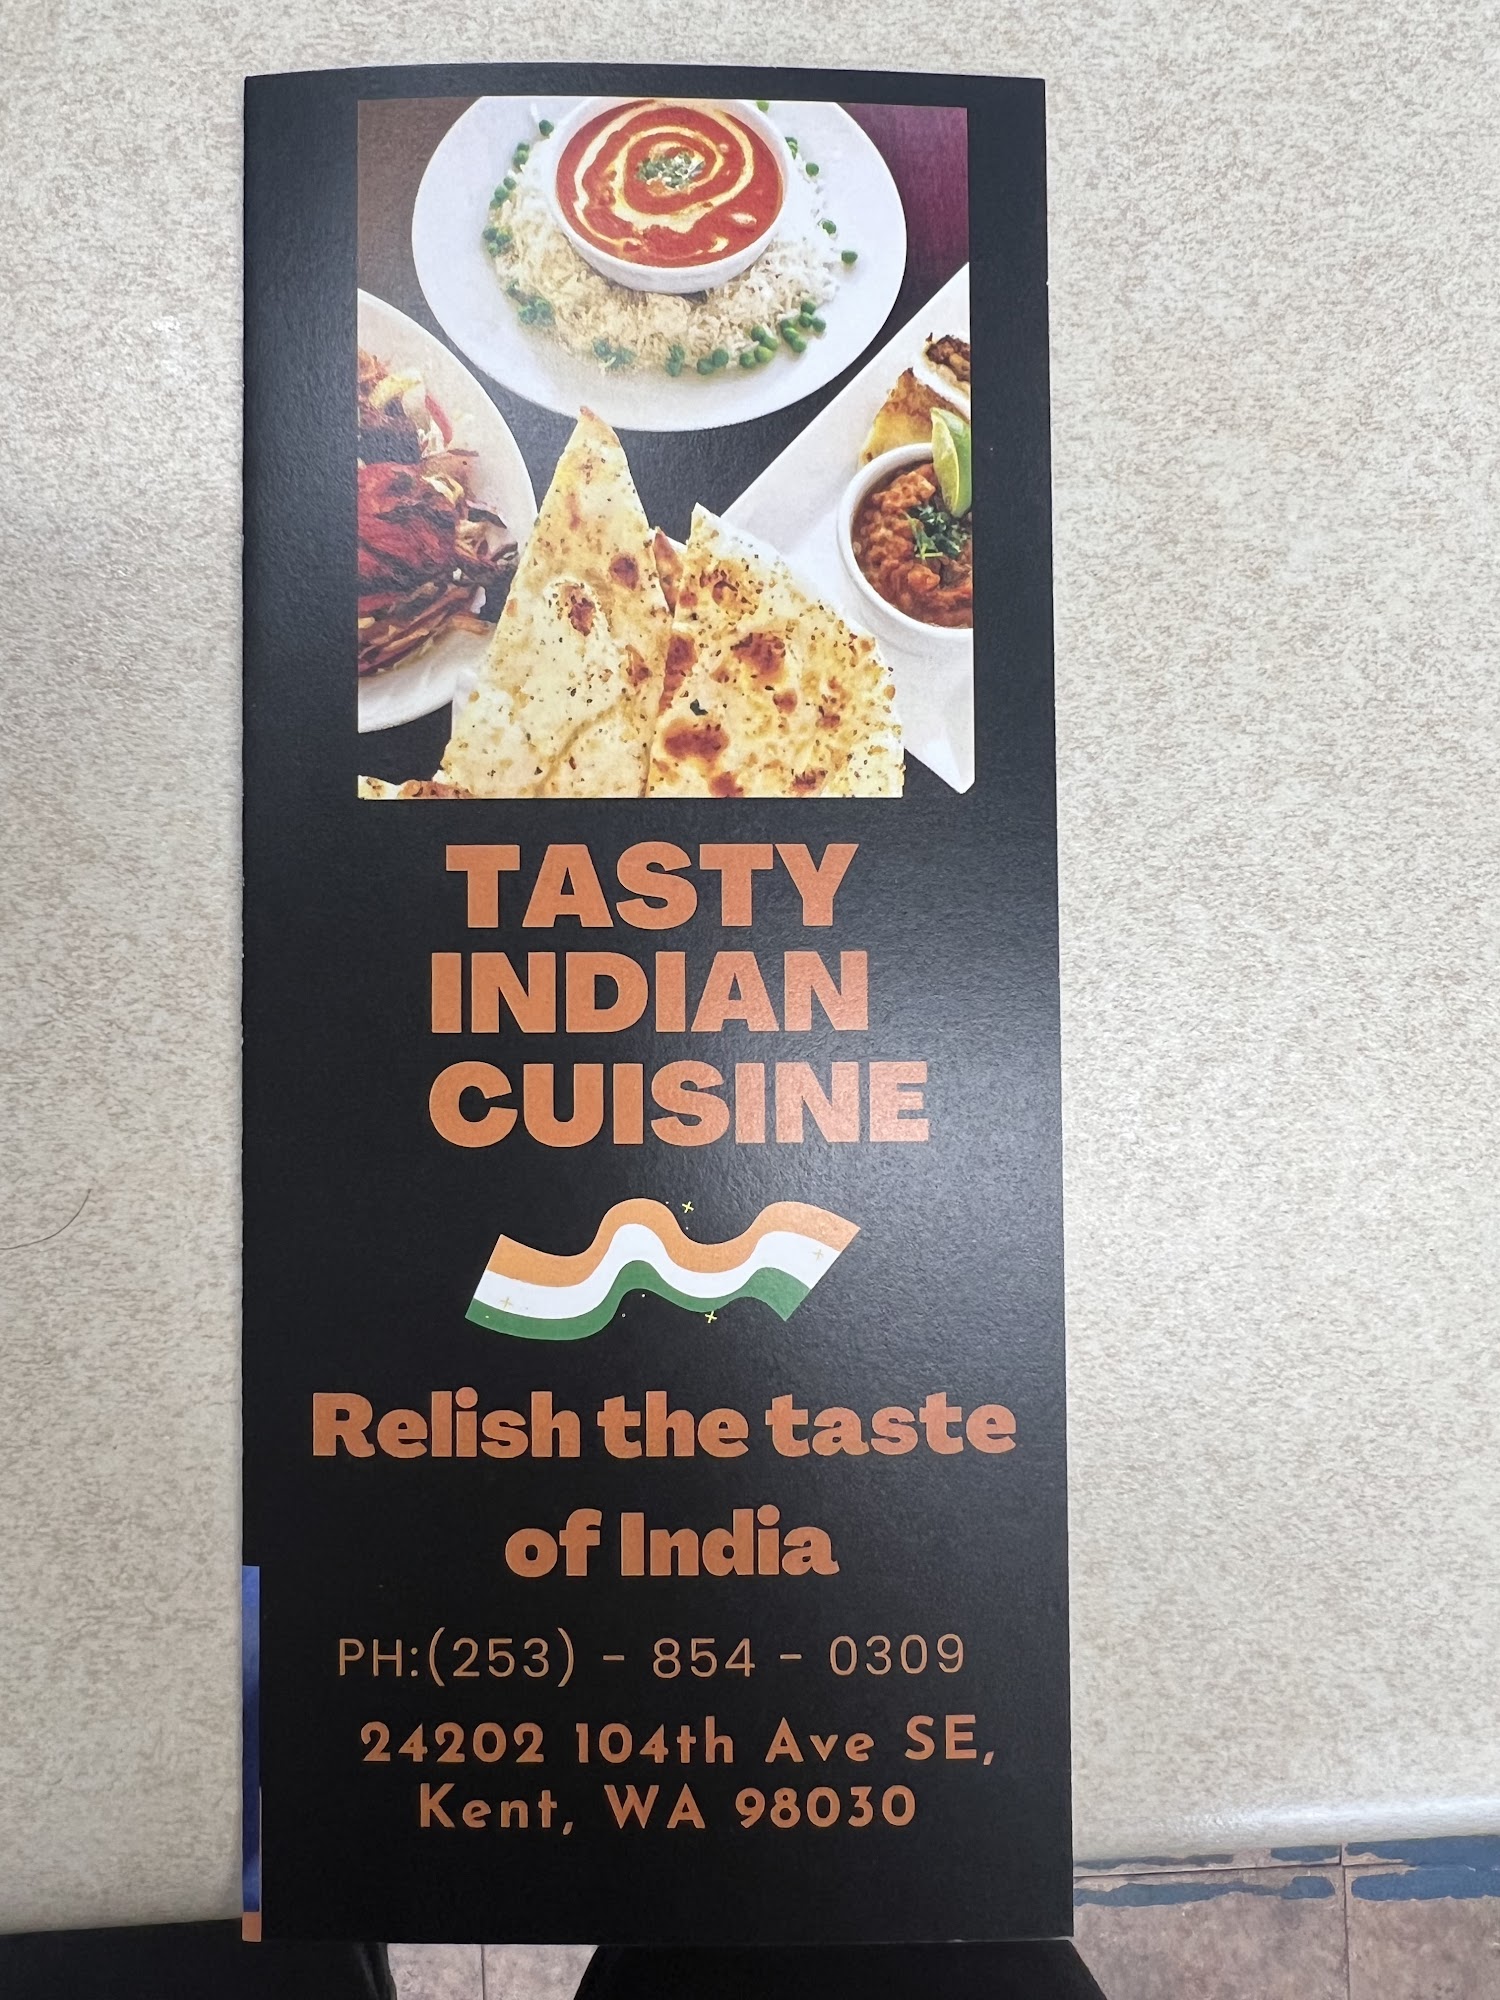 TASTY
INDIAN
CUISINE
Relish the taste
of India
PH:(253) - 854 - 0309
24202 104th Ave SE,
Kent, WA 98030